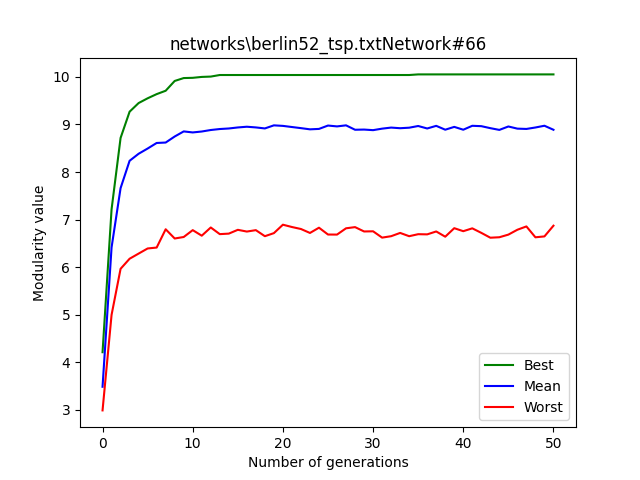 networks\berlin52_tsp.txtNetwork#66
Modularity value
10
9
8
7
6
5
4
3
0 10 20 30 40 50
Number of generations
Best
Mean
Worst